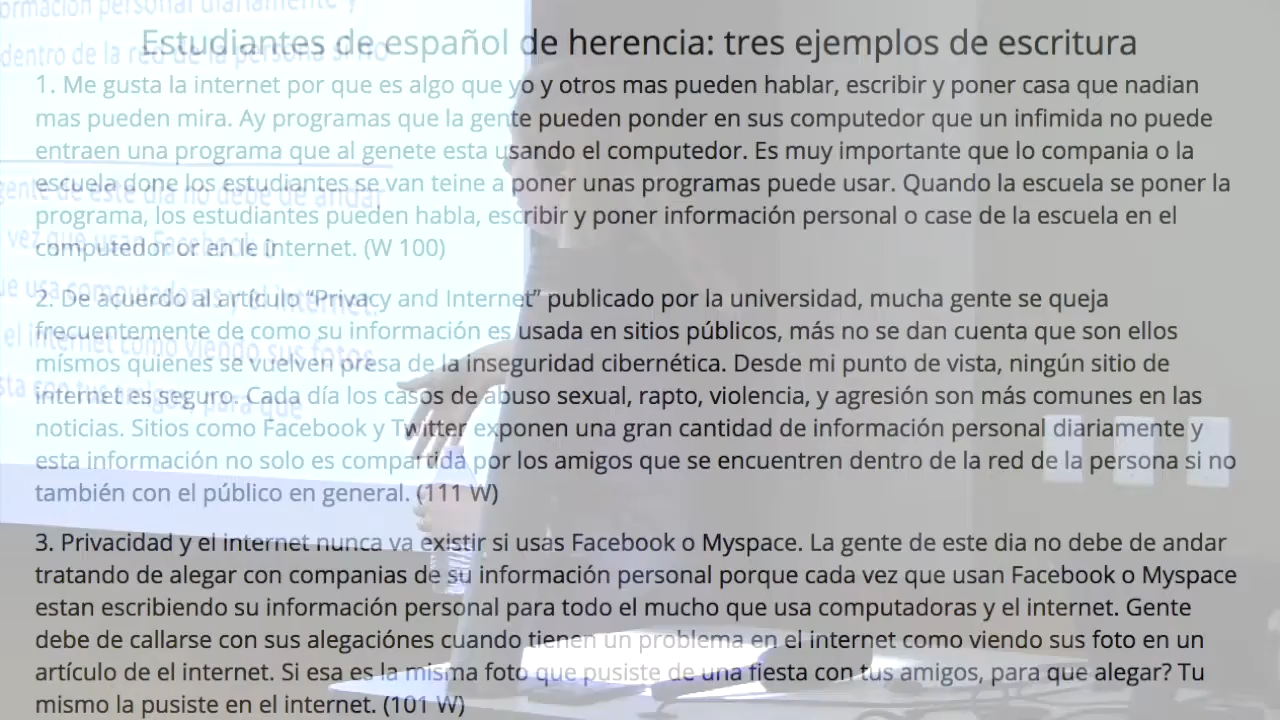 Estudiantes de español de herencia: tres ejemplos de escritura
1. Me gusta la internet por que es algo que yo y otros mas pueden hablar, escribir y poner casa que nadian
mas pueden mira. Ay programas que la gente pueden ponder en sus computedor que un infimida no puede
entraen una programa que al genete esta usando el computedor. Es muy importante que lo compania o la
escuela done los estudiantes se van teine a poner unas programas puede usar. Quando la escuela se poner la
programa, los estudiantes pueden habla, escribir y poner información personal o case de la escuela en el
computedor or en le internet. (W 100)
2. De acuerdo al artículo “Privacy and Internet” publicado por la universidad, mucha gente se queja
frecuentemente de como su información es usada en sitios públicos, más no se dan cuenta que son ellos
mísmos quienes se vuelven presa de la inseguridad cibernética. Desde mi punto de vista, ningún sitio de
internet es seguro. Cada día los casos de abuso sexual, rapto, violencia, y agresión son más comunes en las
noticias. Sitios como Facebook y Twitter exponen una gran cantidad de información personal diariamente y
esta información no solo es compartida por los amigos que se encuentren dentro de la red de la persona si no
también con el público en general. (111 W)
3. Privacidad y el internet nunca va existir si usas Facebook o Myspace. La gente de este dia no debe de andar
tratando de alegar con companias de su información personal porque cada vez que usan Facebook o Myspace
estan escribiendo su información personal para todo el mucho que usa computadoras y el internet. Gente
debe de callarse con sus alegaciónes cuando tienen un problema en el internet como viendo sus foto en un
artículo de el internet. Si esa es la misma foto que pusiste de una fiesta con tus amigos, para que alegar? Tu
mismo la pusiste en el internet. (101 W)